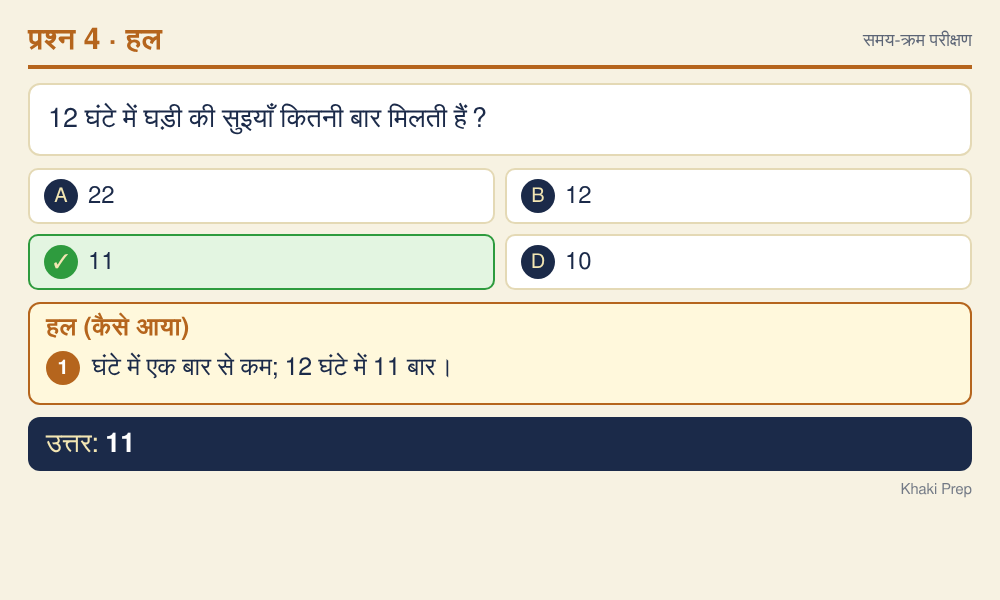 प्रश्न 4 · हल
समय-क्रम परीक्षण
12 घंटे में घड़ी की सुइयाँ कितनी बार मिलती हैं ?
A 22
B 12
✓ 11
D 10
हल (कैसे आया)
1 घंटे में एक बार से कम; 12 घंटे में 11 बार।
उत्तर: 11
Khaki Prep